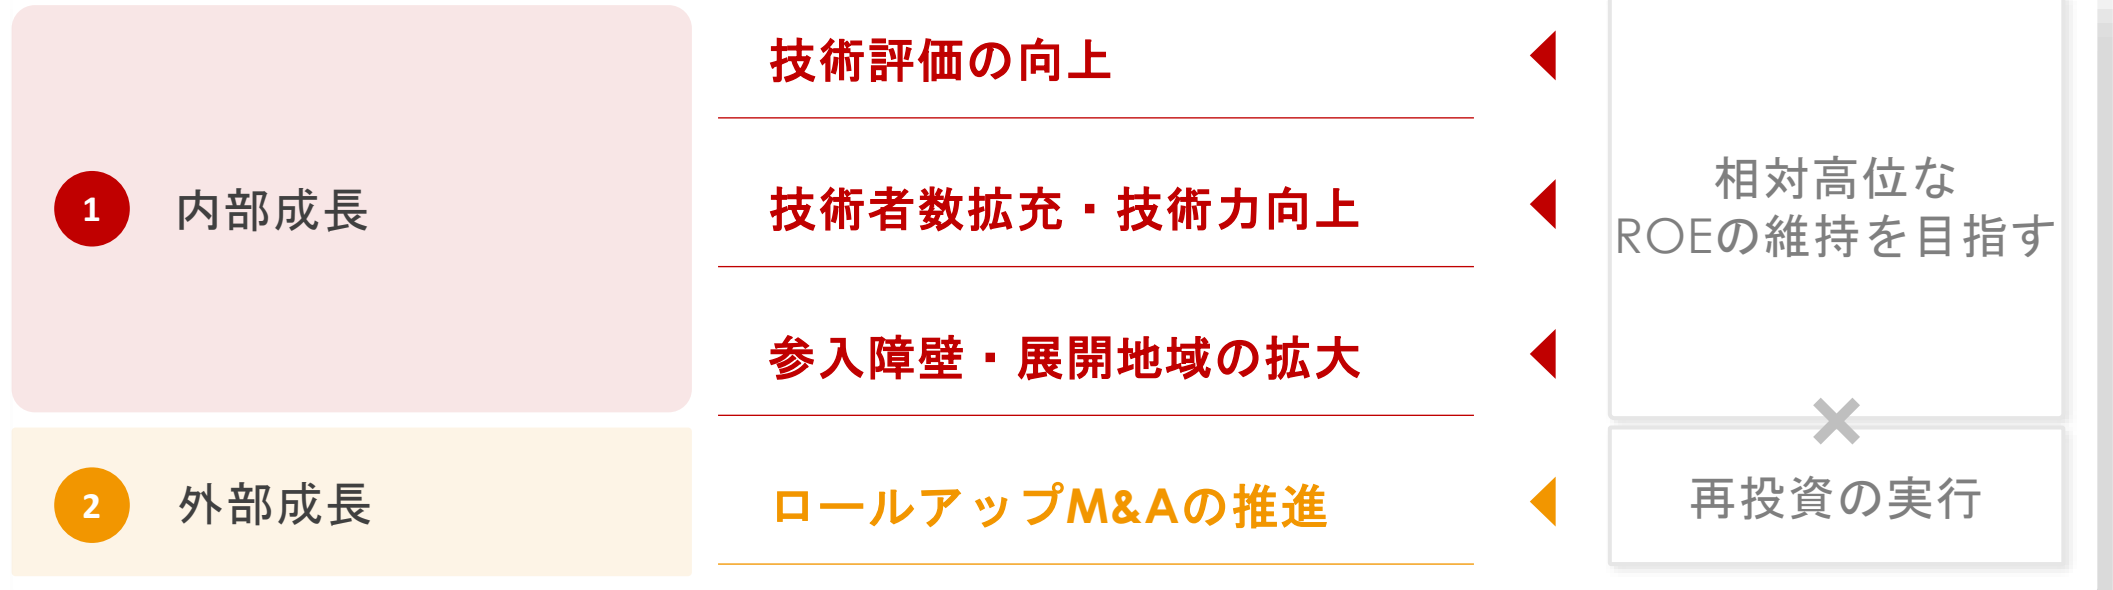 技術評価の向上
1
内部成長
技術者数拡充・技術力向上
相対高位な
ROEの維持を目指す
参入障壁・展開地域の拡大
×
2
外部成長
ロールアップM&Aの推進
再投資の実行